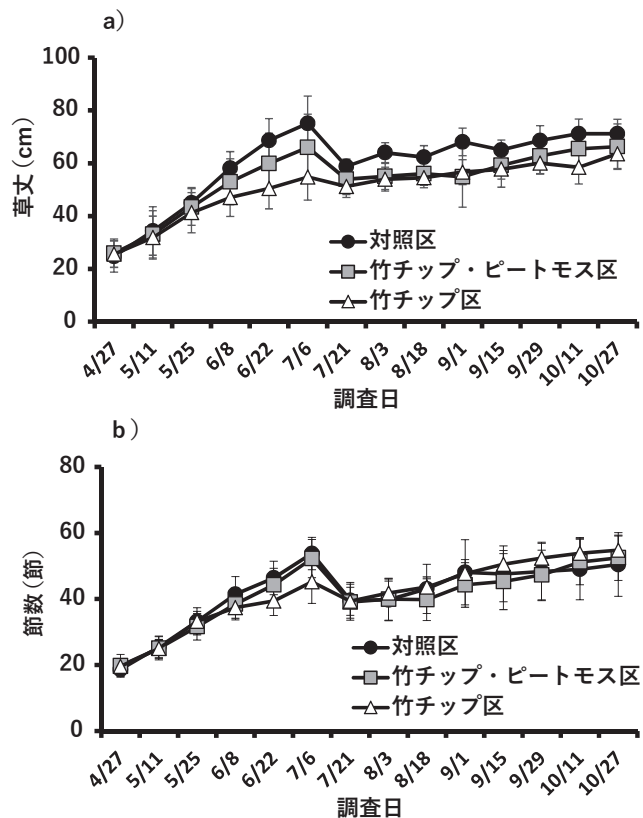 a）
100
80
60
40
20
0
草丈（cm）
対照区
竹チップ・ピートモス区
竹チップ区
4/27 5/11 5/25 6/8 6/22 7/6 7/21 8/3 8/18 9/1 9/15 9/29 10/11 10/27
調査日
b）
80
60
40
20
0
節数（節）
対照区
竹チップ・ピートモス区
竹チップ区
4/27 5/11 5/25 6/8 6/22 7/6 7/21 8/3 8/18 9/1 9/15 9/29 10/11 10/27
調査日